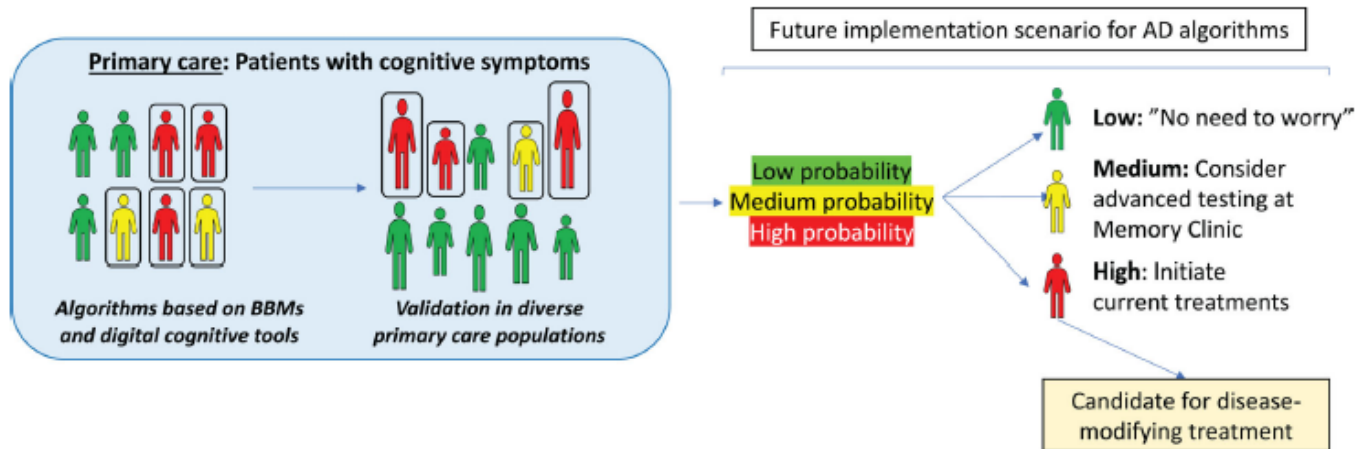 Primary care: Patients with cognitive symptoms
Algorithms based on BBMs
and digital cognitive tools
Validation in diverse
primary care populations
Future implementation scenario for AD algorithms
Low probability
Medium probability
High probability
Low: ”No need to worry”
Medium: Consider
advanced testing at
Memory Clinic
High: Initiate
current treatments
Candidate for disease-
modifying treatment